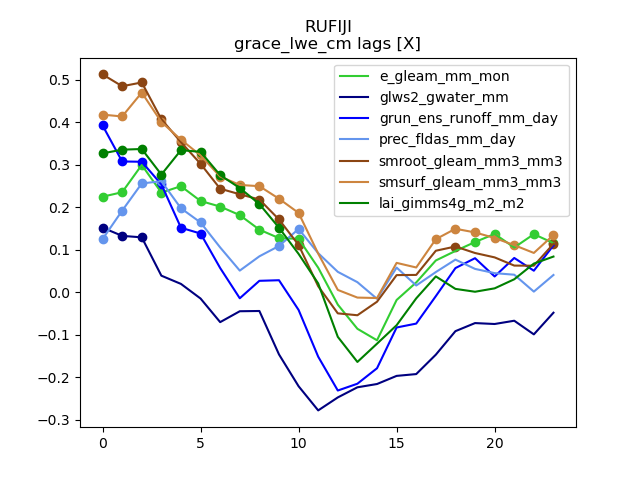 RUFIJI
grace_lwe_cm lags [X]
e_gleam_mm_mon
glws2_gwater_mm
grun_ens_runoff_mm_day
prec_fldas_mm_day
smroot_gleam_mm3_mm3
smsurf_gleam_mm3_mm3
lai_gimms4g_m2_m2
0.5
0.4
0.3
0.2
0.1
0.0
−0.1
−0.2
−0.3
0 5 10 15 20